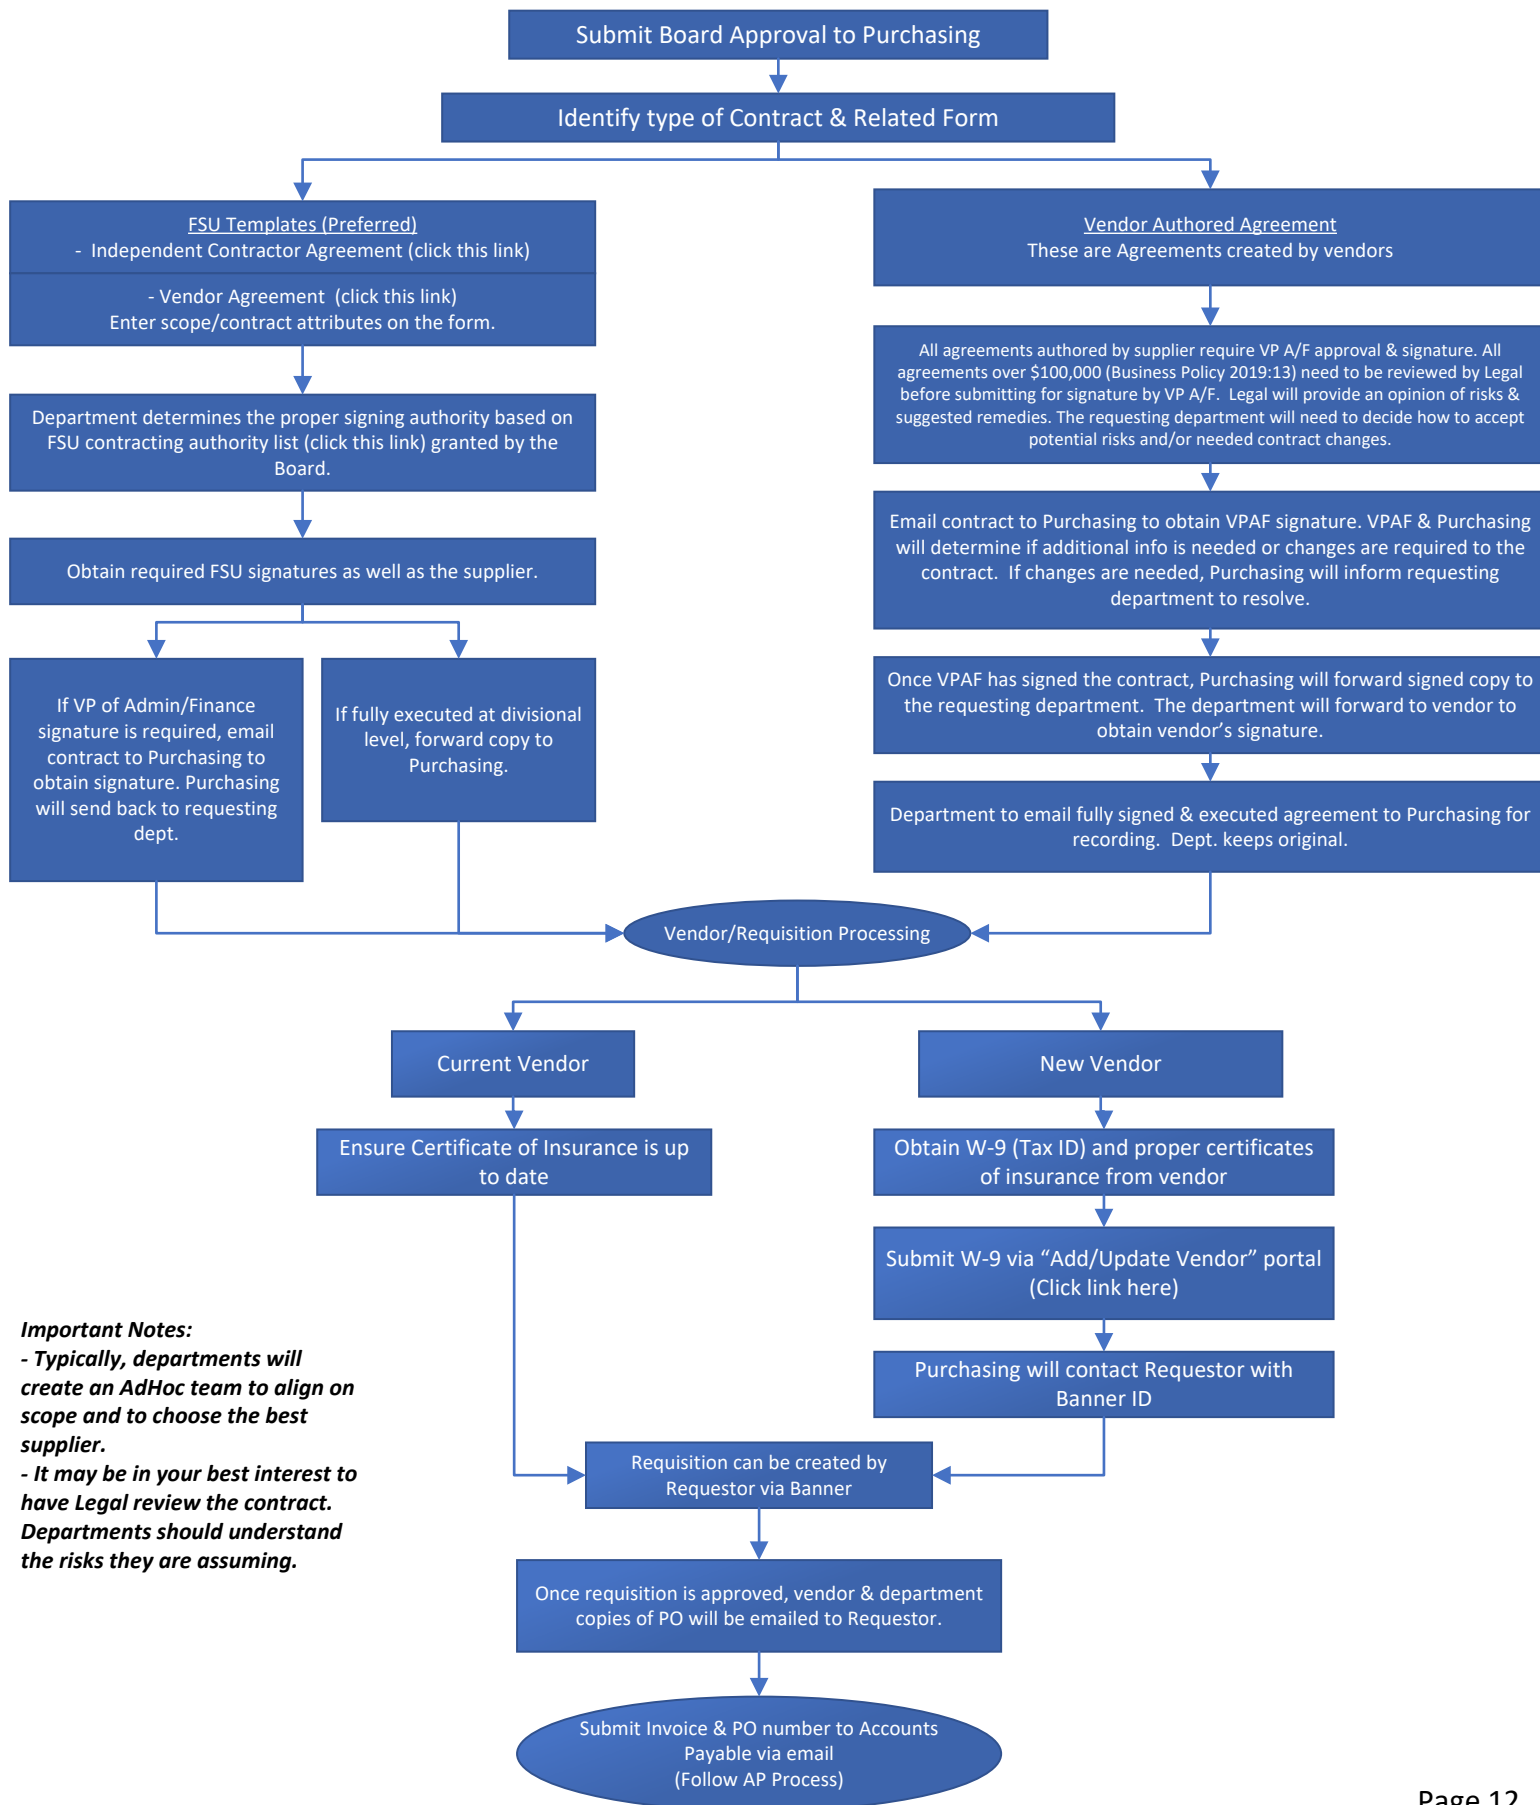 Submit Board Approval to Purchasing
Identify type of Contract & Related Form
FSU Templates (Preferred)
- Independent Contractor Agreement (click this link)
- Vendor Agreement (click this link)
Enter scope/contract attributes on the form.
Department determines the proper signing authority based on
FSU contracting authority list (click this link) granted by the
Board.
Obtain required FSU signatures as well as the supplier.
If VP of Admin/Finance
signature is required, email
contract to Purchasing to
obtain signature. Purchasing
will send back to requesting
dept.
If fully executed at divisional
level, forward copy to
Purchasing.
Vendor Authored Agreement
These are Agreements created by vendors
All agreements authored by supplier require VP A/F approval & signature. All
agreements over $100,000 (Business Policy 2019:13) need to be reviewed by Legal
before submitting for signature by VP A/F. Legal will provide an opinion of risks &
suggested remedies. The requesting department will need to decide how to accept
potential risks and/or needed contract changes.
Email contract to Purchasing to obtain VPAF signature. VPAF & Purchasing
will determine if additional info is needed or changes are required to the
contract. If changes are needed, Purchasing will inform requesting
department to resolve.
Once VPAF has signed the contract, Purchasing will forward signed copy to
the requesting department. The department will forward to vendor to
obtain vendor’s signature.
Department to email fully signed & executed agreement to Purchasing for
recording. Dept. keeps original.
Vendor/Requisition Processing
Current Vendor
Ensure Certificate of Insurance is up
to date
New Vendor
Obtain W-9 (Tax ID) and proper certificates
of insurance from vendor
Submit W-9 via “Add/Update Vendor” portal
(Click link here)
Purchasing will contact Requestor with
Banner ID
Important Notes:
- Typically, departments will
create an AdHoc team to align on
scope and to choose the best
supplier.
- It may be in your best interest to
have Legal review the contract.
Departments should understand
the risks they are assuming.
Requisition can be created by
Requestor via Banner
Once requisition is approved, vendor & department
copies of PO will be emailed to Requestor.
Submit Invoice & PO number to Accounts
Payable via email
(Follow AP Process)
Page 12